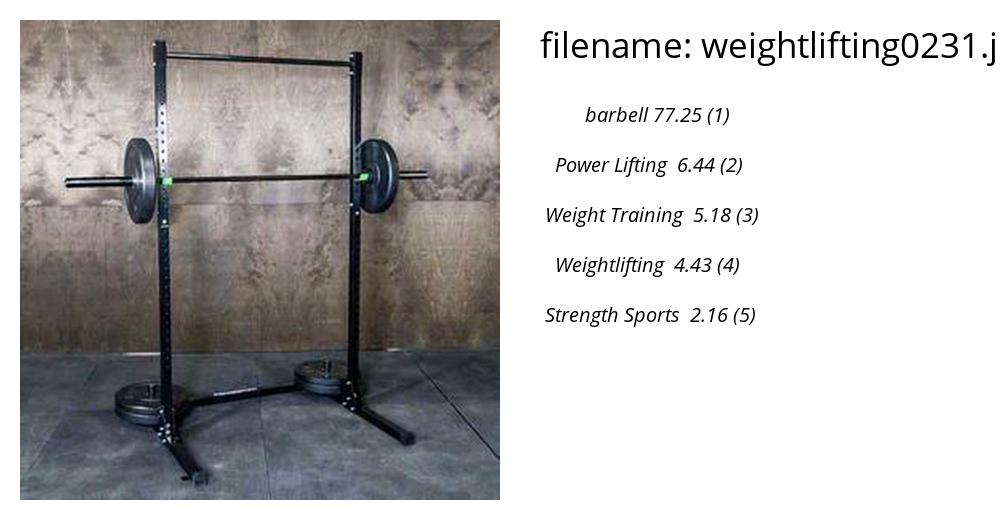 filename: weightlifting0231.j
barbell 77.25 (1)
Power Lifting 6.44 (2)
Weight Training 5.18 (3)
Weightlifting 4.43 (4)
Strength Sports 2.16 (5)